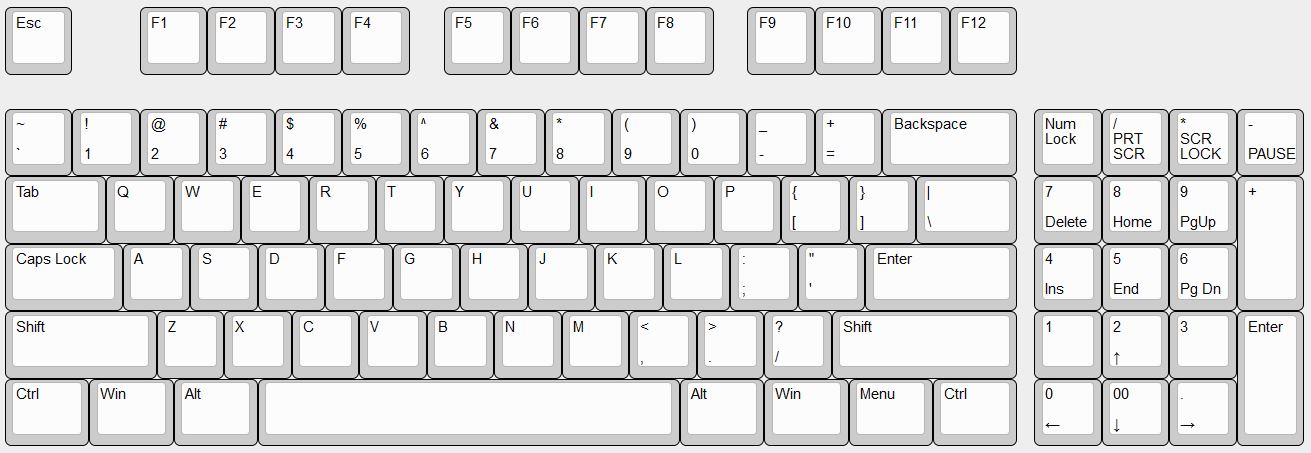 Esc F1 F2 F3 F4 F5 F6 F7 F8 F9 F10 F11 F12
~ ! @ # $ % ^ & * ( ) _ + Backspace Num / * -
Lock PRT SCR
` 1 2 3 4 5 6 7 8 9 0 - = SCR LOCK PAUSE
Tab Q W E R T Y U I O P { } | 7 8 9 +
[ ] \ Delete Home PgUp
Caps Lock A S D F G H J K L : " Enter 4 5 6
; ' Ins End Pg Dn
Shift Z X C V B N M < > ? Shift 1 2 3 Enter
, . / ↑
Ctrl Win Alt Alt Win Menu Ctrl 0 00 .
← ↓ →